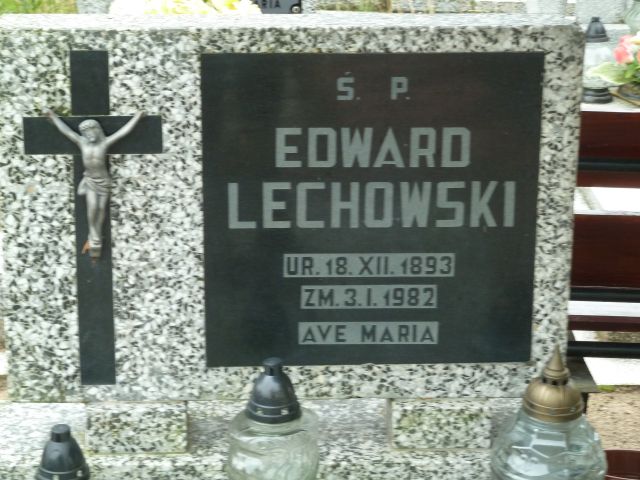 Ś. P.
EDWARD
LECHOWSKI
UR. 18. XII. 1893
ZM. 3. I. 1982
AVE MARIA